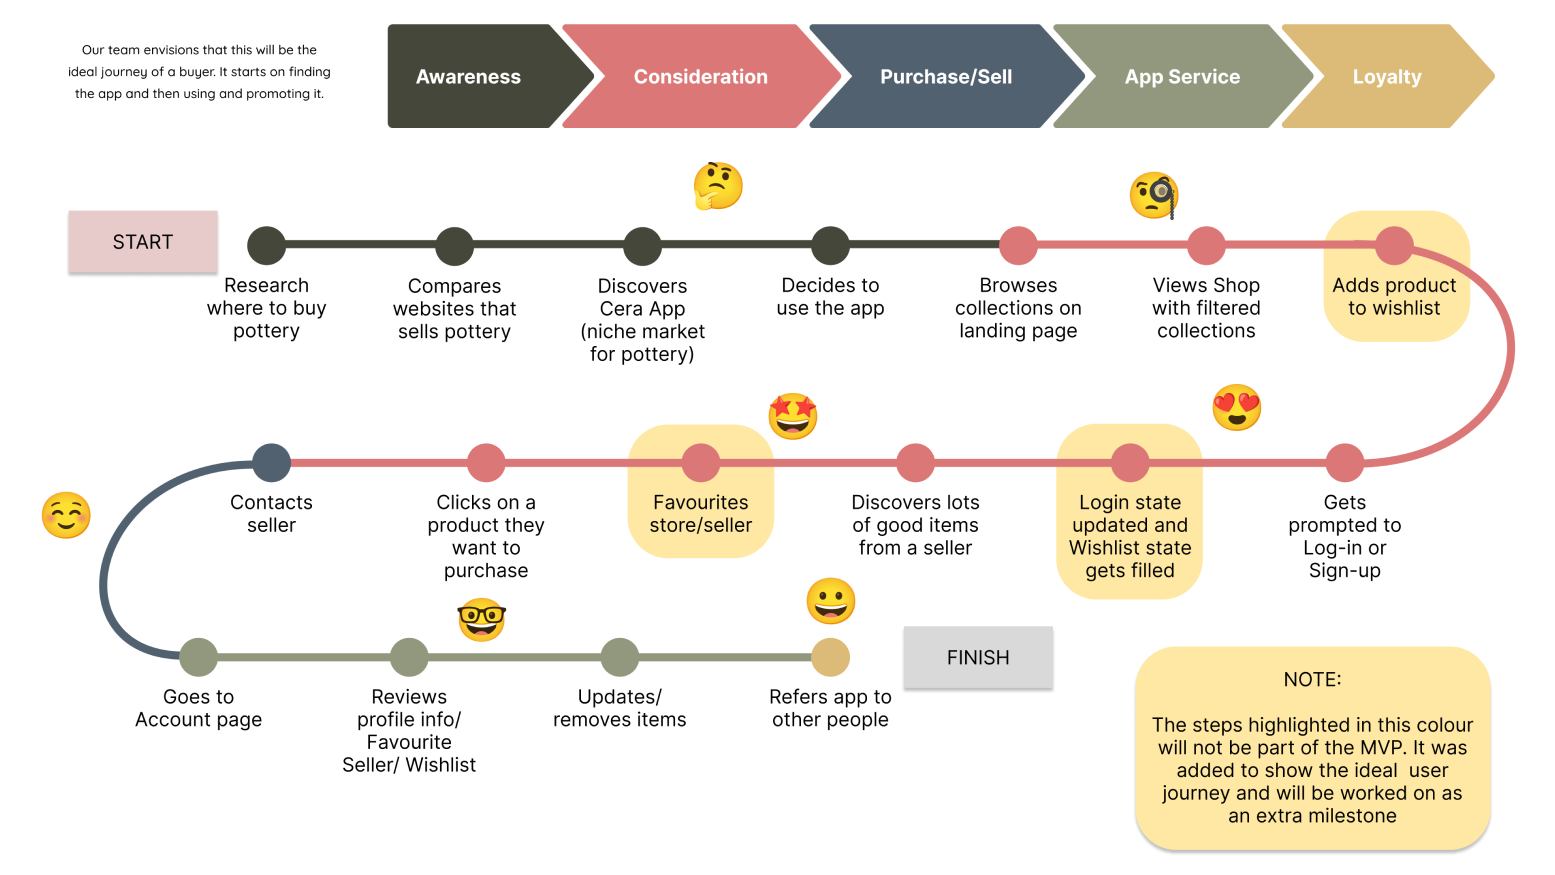 Our team envisions that this will be the
ideal journey of a buyer. It starts on finding
the app and then using and promoting it.
Awareness
Consideration
Purchase/Sell
App Service
Loyalty
START
Research
where to buy
pottery
Compares
websites that
sells pottery
Discovers
Cera App
(niche market
for pottery)
Decides to
use the app
Browses
collections on
landing page
Views Shop
with filtered
collections
Adds product
to wishlist
Gets
prompted to
Log-in or
Sign-up
Login state
updated and
Wishlist state
gets filled
Discovers lots
of good items
from a seller
Favourites
store/seller
Clicks on a
product they
want to
purchase
Contacts
seller
Goes to
Account page
Reviews
profile info/
Favourite
Seller/ Wishlist
Updates/
removes items
Refers app to
other people
FINISH
NOTE:
The steps highlighted in this colour
will not be part of the MVP. It was
added to show the ideal  user
journey and will be worked on as
an extra milestone